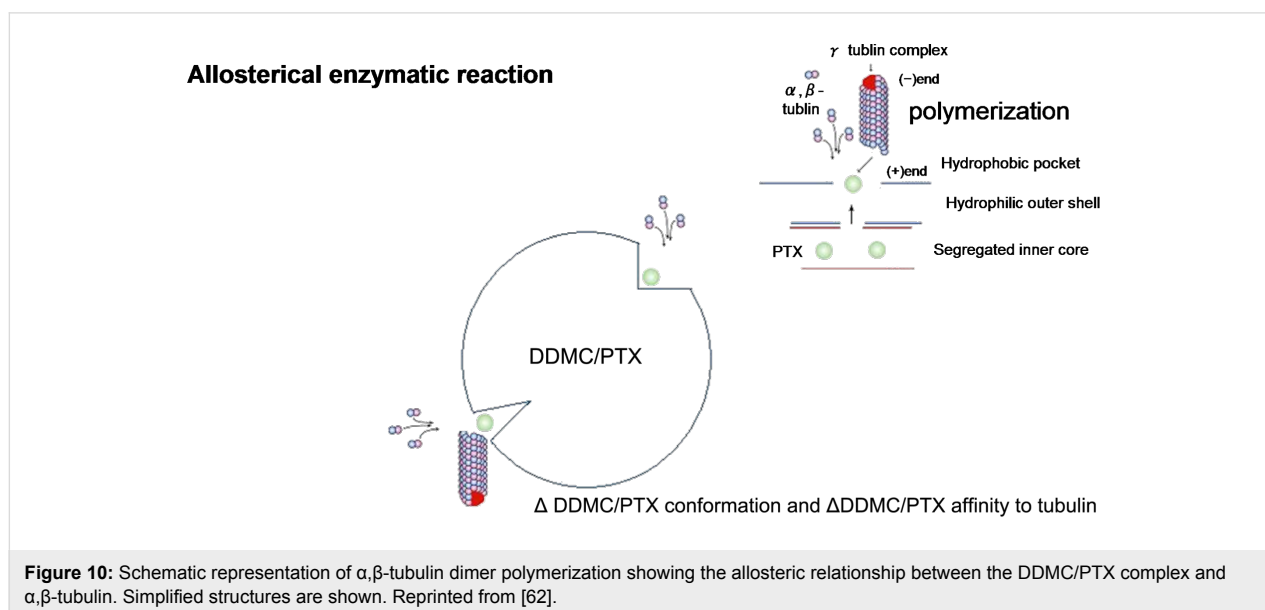 Allosterical enzymatic reaction
γ tublin complex
(−)end
α,β-
tublin
polymerization
(+)end
Hydrophobic pocket
Hydrophilic outer shell
PTX
Segregated inner core
DDMC/PTX
Δ DDMC/PTX conformation and ΔDDMC/PTX affinity to tubulin
Figure 10: Schematic representation of α,β-tubulin dimer polymerization showing the allosteric relationship between the DDMC/PTX complex and
α,β-tubulin. Simplified structures are shown. Reprinted from [62].